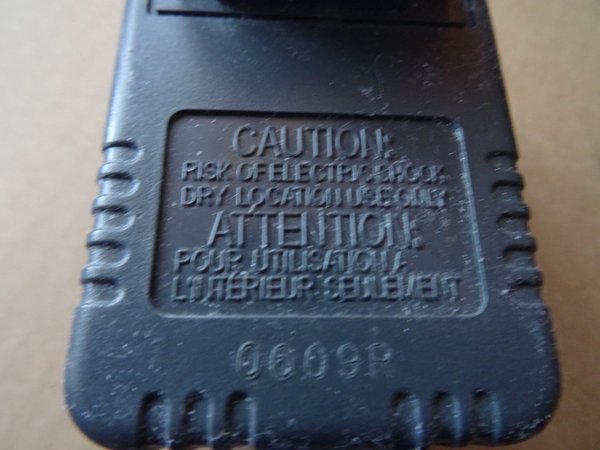 CAUTION:
RISK OF ELECTRIC SHOCK
DRY LOCATION USE ONLY
ATTENTION:
POUR UTILISATION A
L'INTERIEUR SEULEMENT
0609R